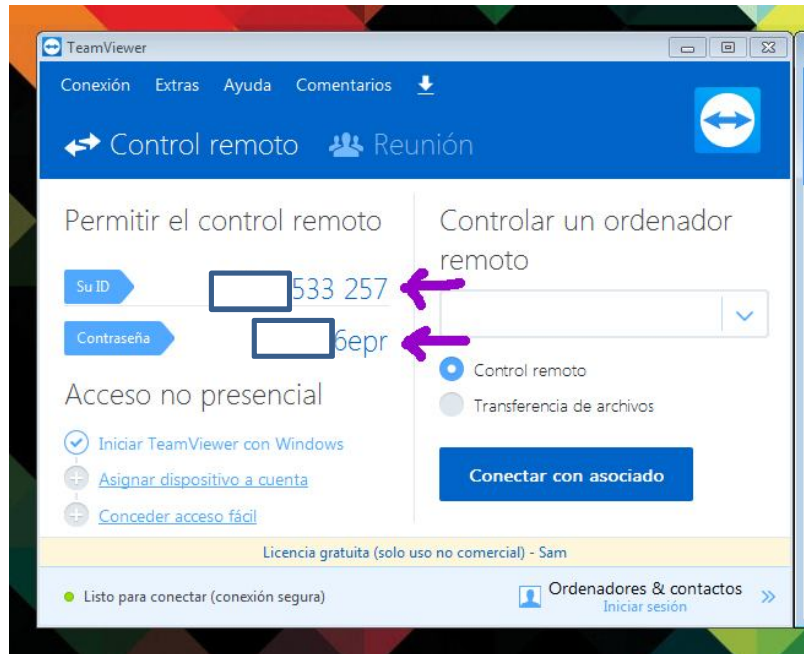 TeamViewer
Conexión Extras Ayuda Comentarios
Control remoto Reunión
Permitir el control remoto
Su ID 533 257
Contraseña 6epr
Acceso no presencial
Iniciar TeamViewer con Windows
Asignar dispositivo a cuenta
Conceder acceso fácil
Controlar un ordenador
remoto
Control remoto
Transferencia de archivos
Conectar con asociado
Licencia gratuita (solo uso no comercial) - Sam
Listo para conectar (conexión segura)
Ordenadores & contactos
Iniciar sesión